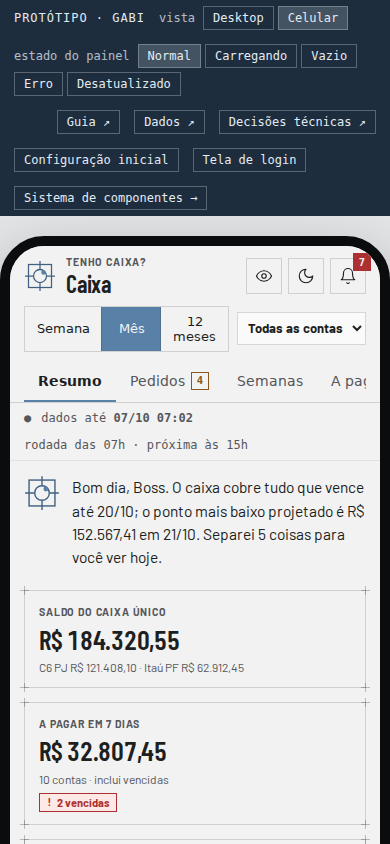 PROTÓTIPO · GABI vista Desktop Celular
estado do painel Normal Carregando Vazio
Erro Desatualizado
Guia ↗ Dados ↗ Decisões técnicas ↗
Configuração inicial Tela de login
Sistema de componentes →
TENHO CAIXA?
Caixa
7
Semana Mês 12 meses Todas as contas
Resumo Pedidos 4 Semanas A pag
● dados até 07/10 07:02
rodada das 07h · próxima às 15h
Bom dia, Boss. O caixa cobre tudo que vence
até 20/10; o ponto mais baixo projetado é R$
152.567,41 em 21/10. Separei 5 coisas para
você ver hoje.
SALDO DO CAIXA ÚNICO
R$ 184.320,55
C6 PJ R$ 121.408,10 · Itaú PF R$ 62.912,45
A PAGAR EM 7 DIAS
R$ 32.807,45
10 contas · inclui vencidas
! 2 vencidas